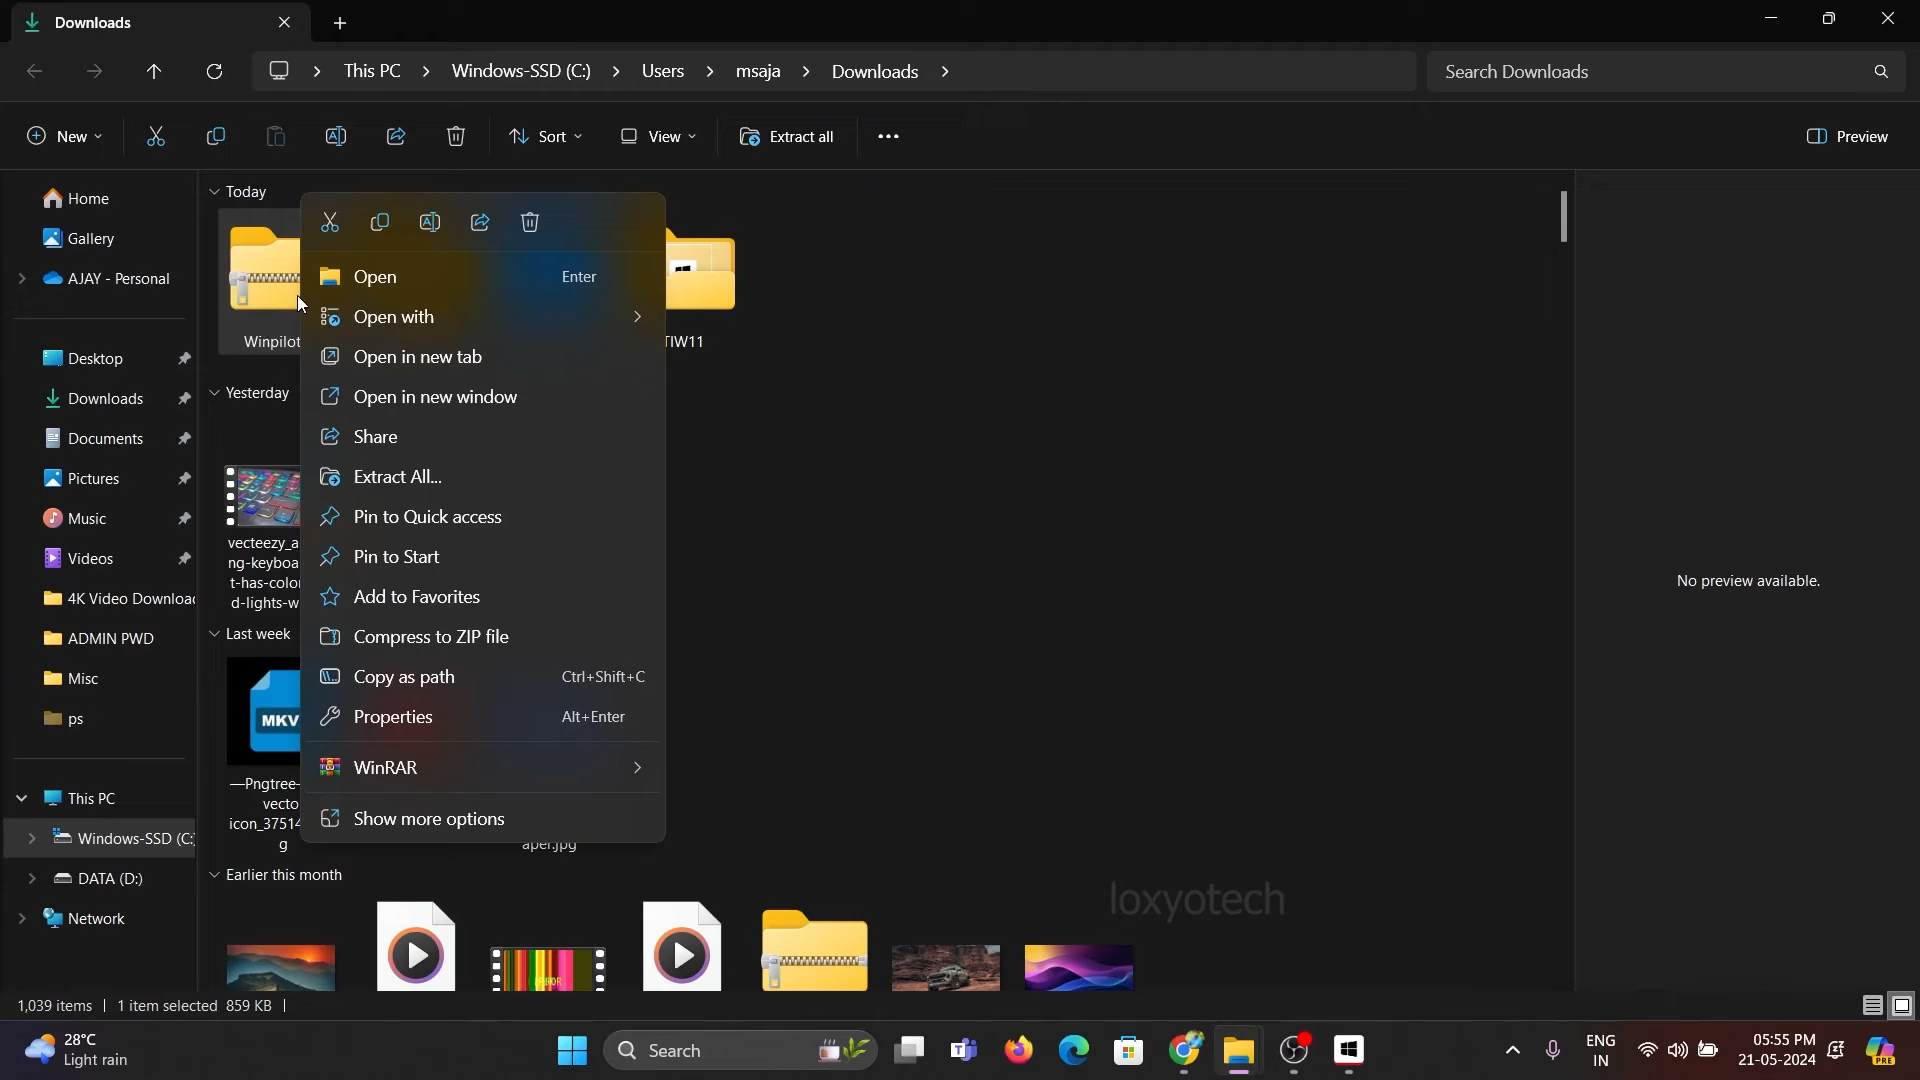 Downloads
This PC
Windows-SSD (C:)
Users
msaja
Downloads
Search Downloads
New
Sort
View
Extract all
Preview
Home
Gallery
AJAY - Personal
Desktop
Downloads
Documents
Pictures
Music
Videos
4K Video Downloa
ADMIN PWD
Misc
ps
This PC
Windows-SSD (C:
DATA (D:)
Network
Today
Winpilot
TIW11
Yesterday
vecteezy_a
ng-keyboa
t-has-color
d-lights-w
Last week
MKV
—Pngtree-
vecto
icon_37514
g
aper.jpg
Earlier this month
ERROR
Open Enter
Open with
Open in new tab
Open in new window
Share
Extract All...
Pin to Quick access
Pin to Start
Add to Favorites
Compress to ZIP file
Copy as path Ctrl+Shift+C
Properties Alt+Enter
WinRAR
Show more options
No preview available.
loxyotech
1,039 items
1 item selected 859 KB
28°C
Light rain
Search
ENG
IN
05:55 PM
21-05-2024
PRE